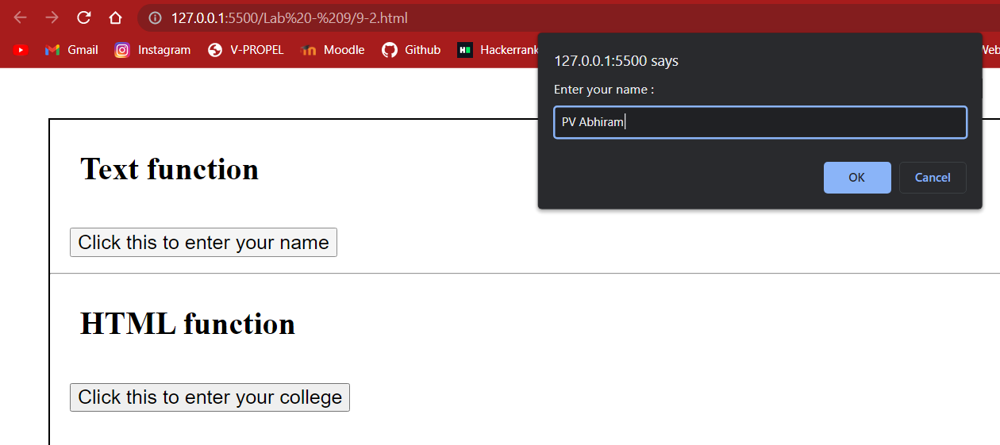 127.0.0.1:5500/Lab%20-%209/9-2.html
Gmail Instagram V-PROPEL Moodle Github Hackerrank
127.0.0.1:5500 says
Enter your name :
PV Abhiram
OK Cancel
Text function
Click this to enter your name
HTML function
Click this to enter your college